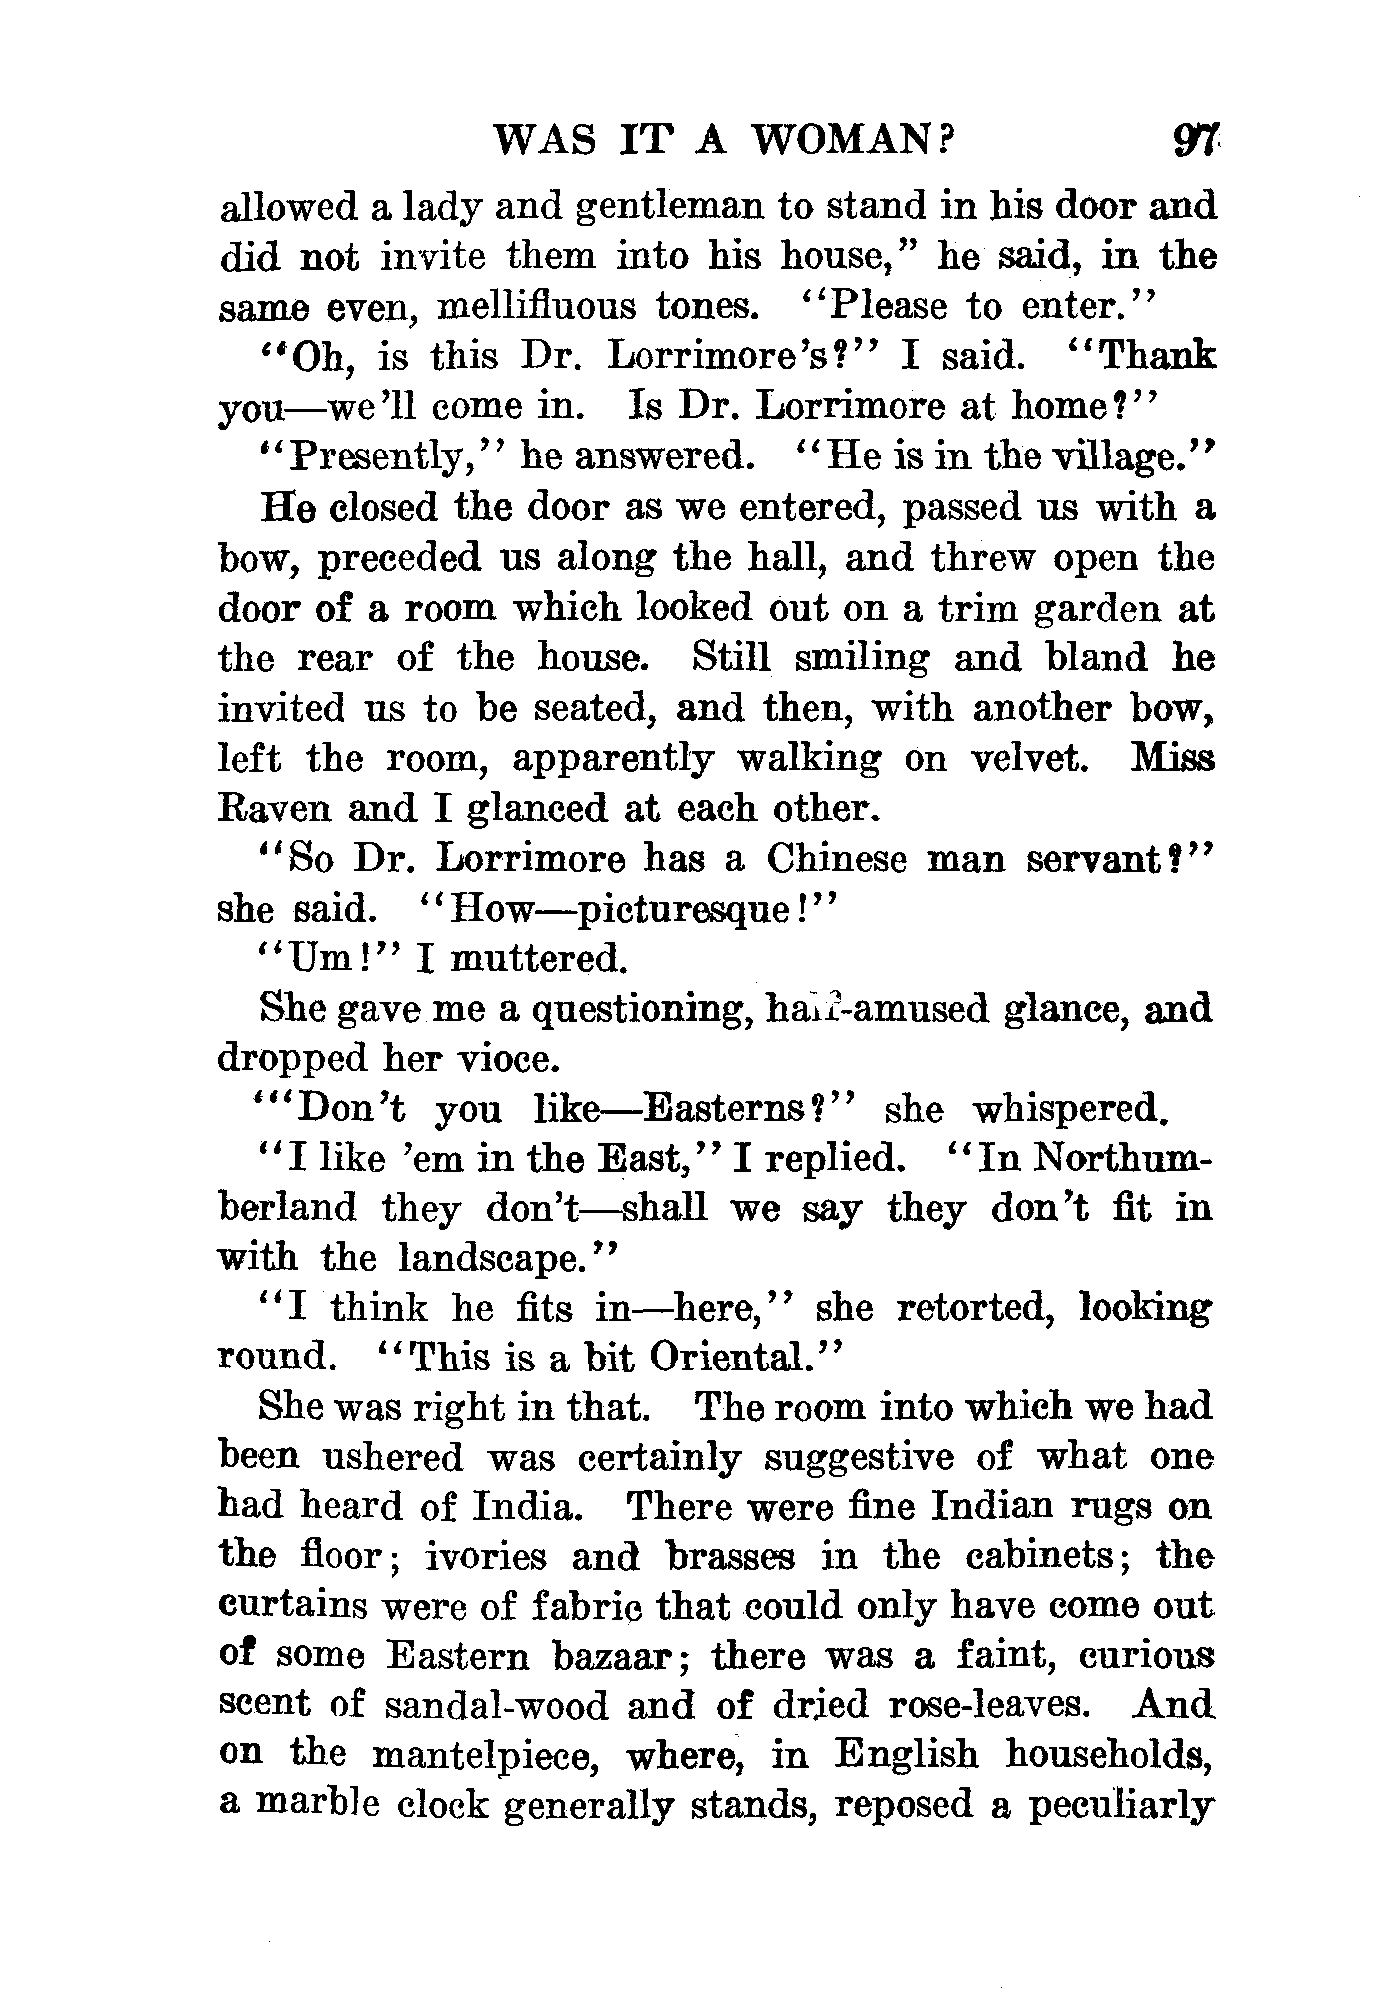 WAS IT A WOMAN? 97
allowed a lady and gentleman to stand in his door and
did not invite them into his house," he said, in the
same even, mellifluous tones. "Please to enter."
"Oh, is this Dr. Lorrimore's?" I said. "Thank
you—we'll come in. Is Dr. Lorrimore at home?"
"Presently," he answered. "He is in the village."
He closed the door as we entered, passed us with a
bow, preceded us along the hall, and threw open the
door of a room which looked out on a trim garden at
the rear of the house. Still smiling and bland he
invited us to be seated, and then, with another bow,
left the room, apparently walking on velvet. Miss
Raven and I glanced at each other.
"So Dr. Lorrimore has a Chinese man servant?"
she said. "How—picturesque!"
"Um!" I muttered.
She gave me a questioning, half-amused glance, and
dropped her vioce.
'"Don't you like—Easterns?" she whispered.
"I like 'em in the East," I replied. "In Northum-
berland they don't—shall we say they don't fit in
with the landscape."
"I think he fits in—here," she retorted, looking
round. "This is a bit Oriental."
She was right in that. The room into which we had
been ushered was certainly suggestive of what one
had heard of India. There were fine Indian rugs on
the floor; ivories and brasses in the cabinets; the
curtains were of fabric that could only have come out
of some Eastern bazaar; there was a faint, curious
scent of sandal-wood and of dried rose-leaves. And
on the mantelpiece, where, in English households,
a marble clock generally stands, reposed a peculiarly